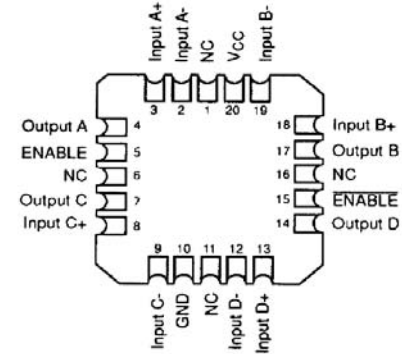 Input A+
Input A-
NC
VCC
Input B-
3
2
1
20
19
Output A 4
ENABLE 5
NC 6
Output C 7
Input C+ 8
18 Input B+
17 Output B
16 NC
15 ENABLE
14 Output D
9
10
11
12
13
Input C-
GND
NC
Input D-
Input D+